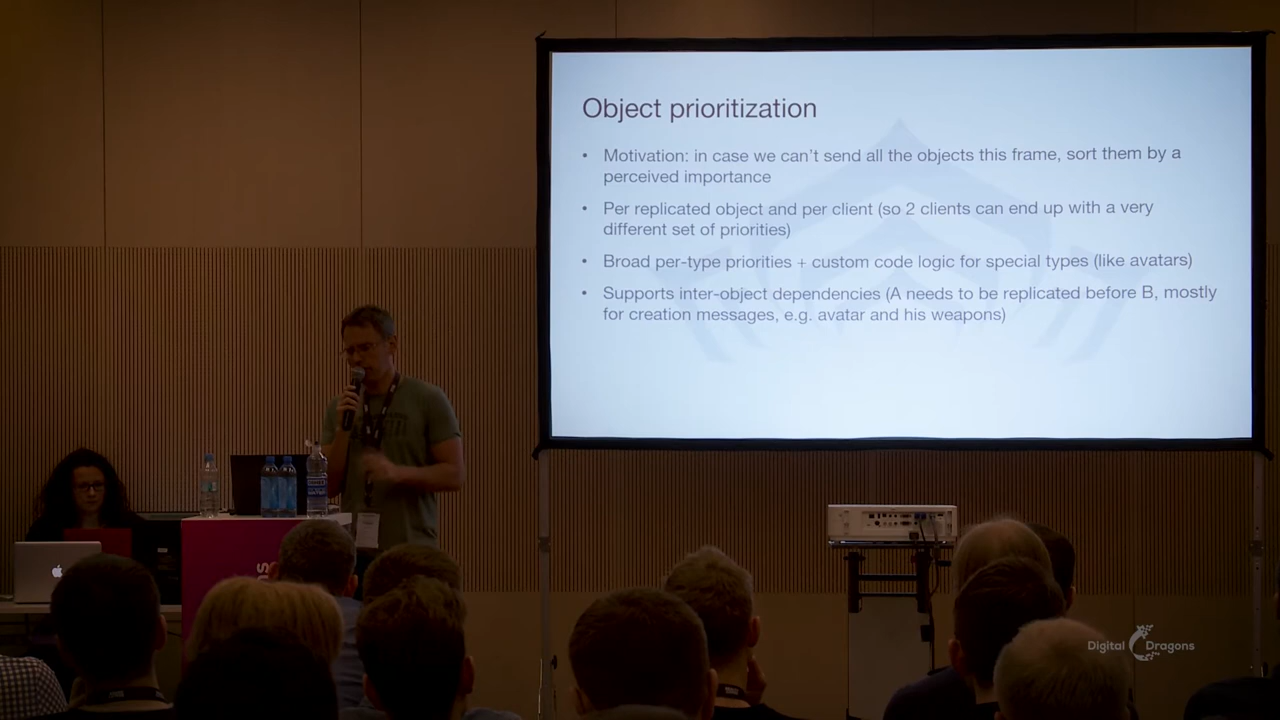 Object prioritization
• Motivation: in case we can't send all the objects this frame, sort them by a
perceived importance
• Per replicated object and per client (so 2 clients can end up with a very
different set of priorities)
• Broad per-type priorities + custom code logic for special types (like avatars)
• Supports inter-object dependencies (A needs to be replicated before B, mostly
for creation messages, e.g. avatar and his weapons)
Digital Dragons